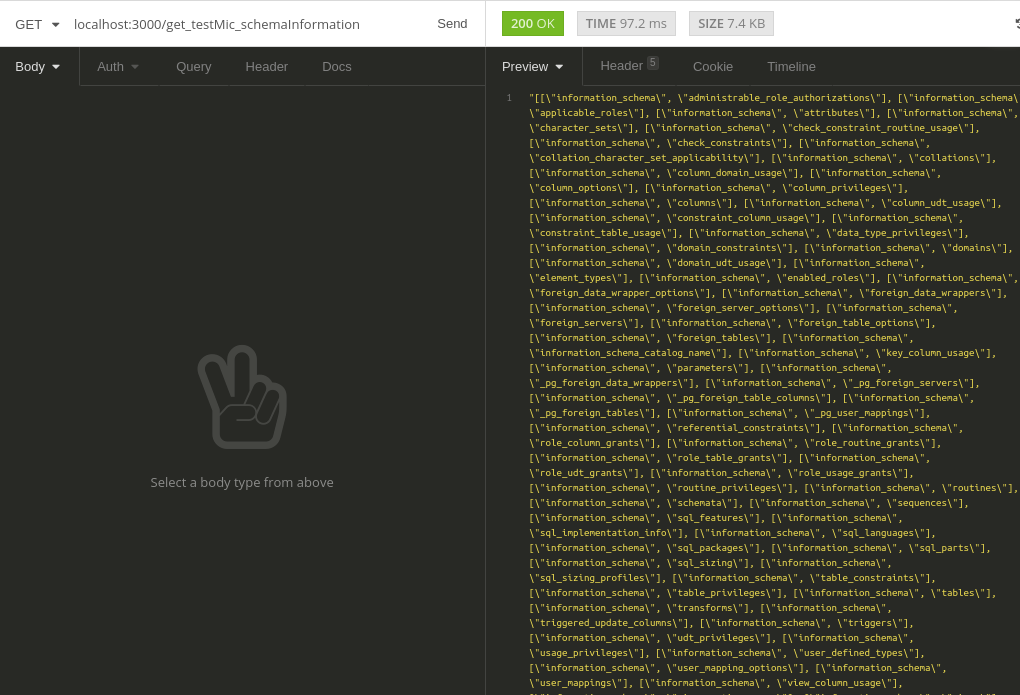 GET localhost:3000/get_testMic_schemaInformation Send 200 OK TIME 97.2 ms SIZE 7.4 KB
Body Auth Query Header Docs Preview Header 5 Cookie Timeline
Select a body type from above
1 "[[\"information_schema\", \"administrable_role_authorizations\"], [\"information_schema\
\"applicable_roles\"], [\"information_schema\", \"attributes\"], [\"information_schema\",
\"character_sets\"], [\"information_schema\", \"check_constraint_routine_usage\"],
[\"information_schema\", \"check_constraints\"], [\"information_schema\",
\"collation_character_set_applicability\"], [\"information_schema\", \"collations\"],
[\"information_schema\", \"column_domain_usage\"], [\"information_schema\",
\"column_options\"], [\"information_schema\", \"column_privileges\"],
[\"information_schema\", \"columns\"], [\"information_schema\", \"column_udt_usage\"],
[\"information_schema\", \"constraint_column_usage\"], [\"information_schema\",
\"constraint_table_usage\"], [\"information_schema\", \"data_type_privileges\"],
[\"information_schema\", \"domain_constraints\"], [\"information_schema\", \"domains\"],
[\"information_schema\", \"domain_udt_usage\"], [\"information_schema\",
\"element_types\"], [\"information_schema\", \"enabled_roles\"], [\"information_schema\",
\"foreign_data_wrapper_options\"], [\"information_schema\", \"foreign_data_wrappers\"],
[\"information_schema\", \"foreign_server_options\"], [\"information_schema\",
\"foreign_servers\"], [\"information_schema\", \"foreign_table_options\"],
[\"information_schema\", \"foreign_tables\"], [\"information_schema\",
\"information_schema_catalog_name\"], [\"information_schema\", \"key_column_usage\"],
[\"information_schema\", \"parameters\"], [\"information_schema\",
\"_pg_foreign_data_wrappers\"], [\"information_schema\", \"_pg_foreign_servers\"],
[\"information_schema\", \"_pg_foreign_table_columns\"], [\"information_schema\",
\"_pg_foreign_tables\"], [\"information_schema\", \"_pg_user_mappings\"],
[\"information_schema\", \"referential_constraints\"], [\"information_schema\",
\"role_column_grants\"], [\"information_schema\", \"role_routine_grants\"],
[\"information_schema\", \"role_table_grants\"], [\"information_schema\",
\"role_udt_grants\"], [\"information_schema\", \"role_usage_grants\"],
[\"information_schema\", \"routine_privileges\"], [\"information_schema\", \"routines\"],
[\"information_schema\", \"schemata\"], [\"information_schema\", \"sequences\"],
[\"information_schema\", \"sql_features\"], [\"information_schema\",
\"sql_implementation_info\"], [\"information_schema\", \"sql_languages\"],
[\"information_schema\", \"sql_packages\"], [\"information_schema\", \"sql_parts\"],
[\"information_schema\", \"sql_sizing\"], [\"information_schema\",
\"sql_sizing_profiles\"], [\"information_schema\", \"table_constraints\"],
[\"information_schema\", \"table_privileges\"], [\"information_schema\", \"tables\"],
[\"information_schema\", \"transforms\"], [\"information_schema\",
\"triggered_update_columns\"], [\"information_schema\", \"triggers\"],
[\"information_schema\", \"udt_privileges\"], [\"information_schema\",
\"usage_privileges\"], [\"information_schema\", \"user_defined_types\"],
[\"information_schema\", \"user_mapping_options\"], [\"information_schema\",
\"user_mappings\"], [\"information_schema\", \"view_column_usage\"],